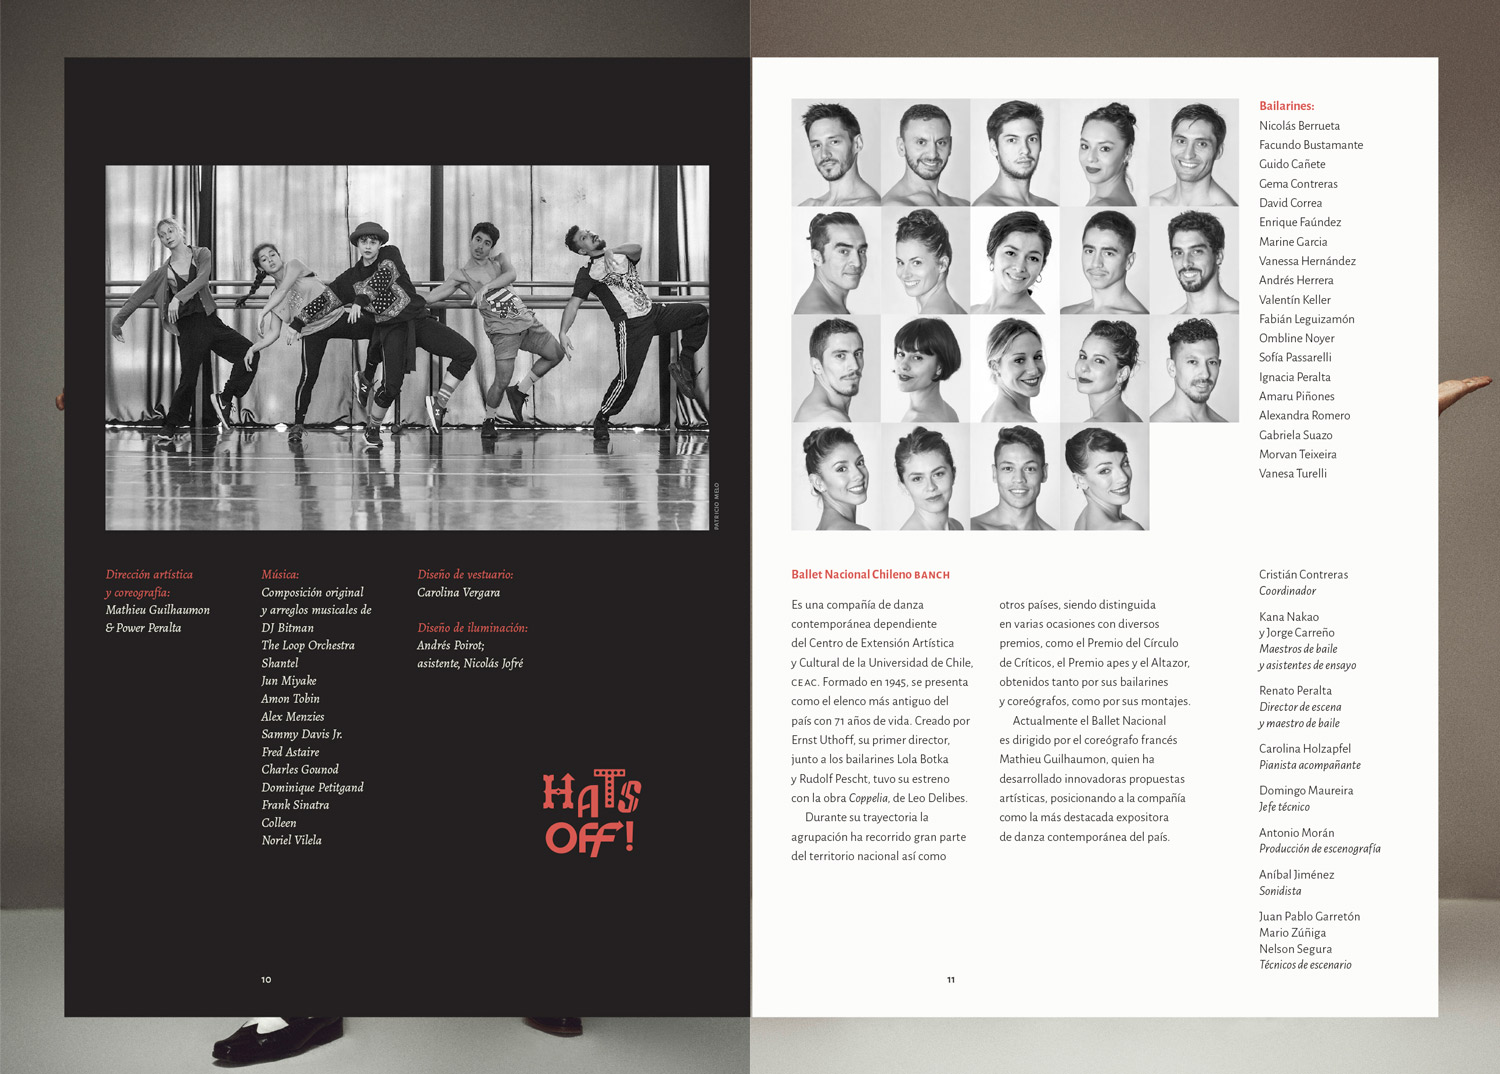 PATRICIO MELO
Dirección artística
y coreografía:
Mathieu Guilhaumon
& Power Peralta
Música:
Composición original
y arreglos musicales de
DJ Bitman
The Loop Orchestra
Shantel
Jun Miyake
Amon Tobin
Alex Menzies
Sammy Davis Jr.
Fred Astaire
Charles Gounod
Dominique Petitgand
Frank Sinatra
Colleen
Noriel Vilela
Diseño de vestuario:
Carolina Vergara
Diseño de iluminación:
Andrés Poirot;
asistente, Nicolás Jofré
HATS
OFF!
10
Bailarines:
Nicolás Berrueta
Facundo Bustamante
Guido Cañete
Gema Contreras
David Correa
Enrique Faúndez
Marine Garcia
Vanessa Hernández
Andrés Herrera
Valentín Keller
Fabián Leguizamón
Ombline Noyer
Sofía Passarelli
Ignacia Peralta
Amaru Piñones
Alexandra Romero
Gabriela Suazo
Morvan Teixeira
Vanesa Turelli
Ballet Nacional Chileno BANCH
Es una compañía de danza
contemporánea dependiente
del Centro de Extensión Artística
y Cultural de la Universidad de Chile,
CEAC. Formado en 1945, se presenta
como el elenco más antiguo del
país con 71 años de vida. Creado por
Ernst Uthoff, su primer director,
junto a los bailarines Lola Botka
y Rudolf Pescht, tuvo su estreno
con la obra Coppelia, de Leo Delibes.
Durante su trayectoria la
agrupación ha recorrido gran parte
del territorio nacional así como
otros países, siendo distinguida
en varias ocasiones con diversos
premios, como el Premio del Círculo
de Críticos, el Premio apes y el Altazor,
obtenidos tanto por sus bailarines
y coreógrafos, como por sus montajes.
Actualmente el Ballet Nacional
es dirigido por el coreógrafo francés
Mathieu Guilhaumon, quien ha
desarrollado innovadoras propuestas
artísticas, posicionando a la compañía
como la más destacada expositora
de danza contemporánea del país.
Cristián Contreras
Coordinador
Kana Nakao
y Jorge Carreño
Maestros de baile
y asistentes de ensayo
Renato Peralta
Director de escena
y maestro de baile
Carolina Holzapfel
Pianista acompañante
Domingo Maureira
Jefe técnico
Antonio Morán
Producción de escenografía
Aníbal Jiménez
Sonidista
Juan Pablo Garretón
Mario Zúñiga
Nelson Segura
Técnicos de escenario
11